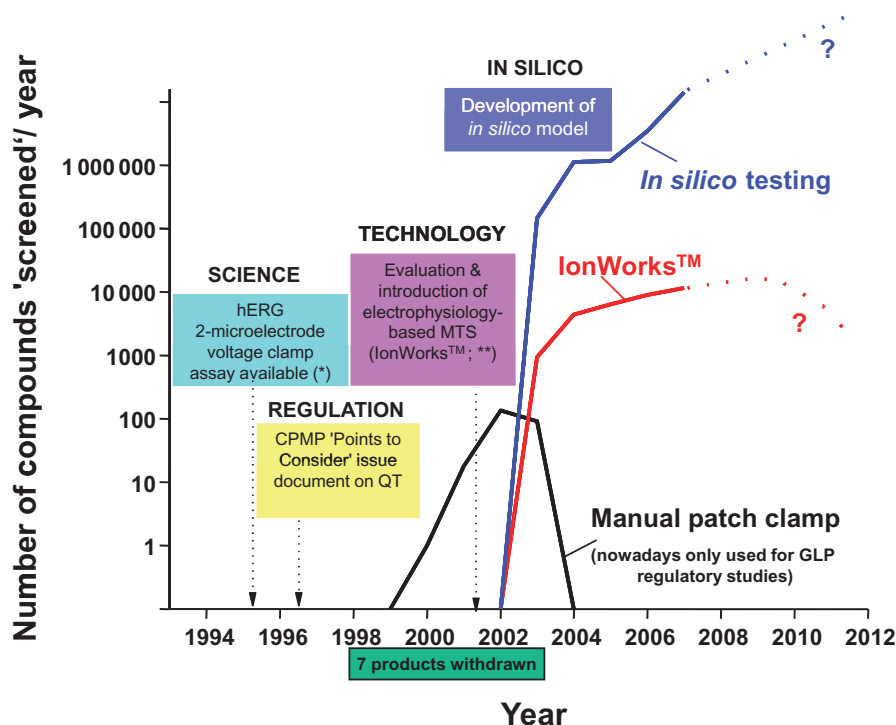 Number of compounds 'screened'/ year
1 000 000
100 000
10 000
1000
100
10
1
IN SILICO
Development of
in silico model
?
In silico testing
TECHNOLOGY
Evaluation &
introduction of
electrophysiology-
based MTS
(IonWorks™; **)
IonWorks™
?
SCIENCE
hERG
2-microelectrode
voltage clamp
assay available (*)
REGULATION
CPMP 'Points to
Consider' issue
document on QT
Manual patch clamp
(nowadays only used for GLP
regulatory studies)
1994 1996 1998 2000 2002 2004 2006 2008 2010 2012
7 products withdrawn
Year